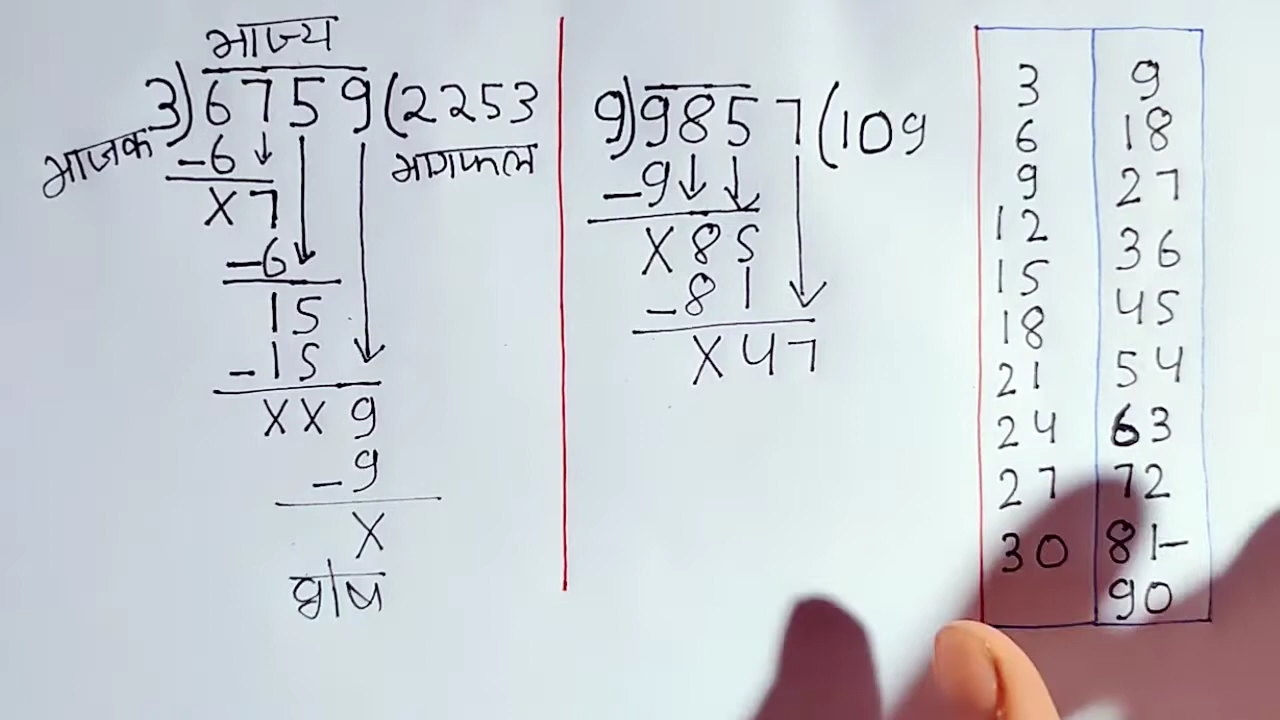 भाज्य
3) 6759 (2253
भाजक
-6
भागफल
x7
-6
15
-15
xx9
-9
x
शेष
9) 9857 (109
-9
x85
-81
x47
3 9
6 18
9 27
12 36
15 45
18 54
21 63
24 72
27 81-
30 90